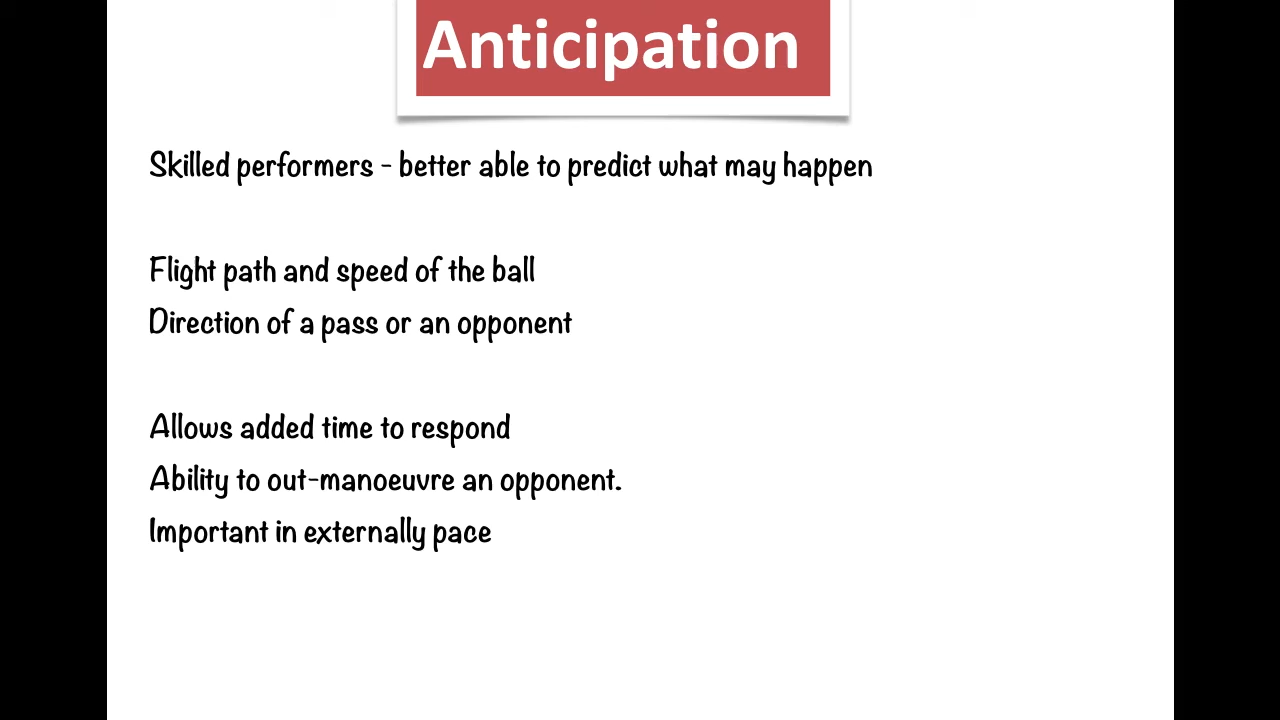 Anticipation
Skilled performers - better able to predict what may happen
Flight path and speed of the ball
Direction of a pass or an opponent
Allows added time to respond
Ability to out-manoeuvre an opponent.
Important in externally pace